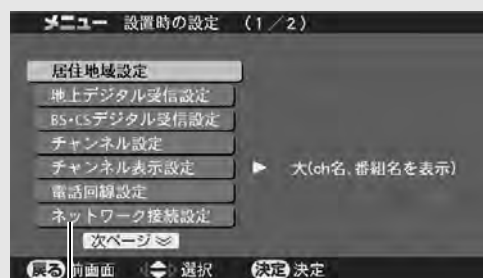 メニュー 設置時の設定 (1/2)
居住地域設定
地上デジタル受信設定
BS・CSデジタル受信設定
チャンネル設定
チャンネル表示設定 ▶ 大(ch名、番組名を表示)
電話回線設定
ネットワーク接続設定
次ページ
戻る 前画面 選択 決定 決定